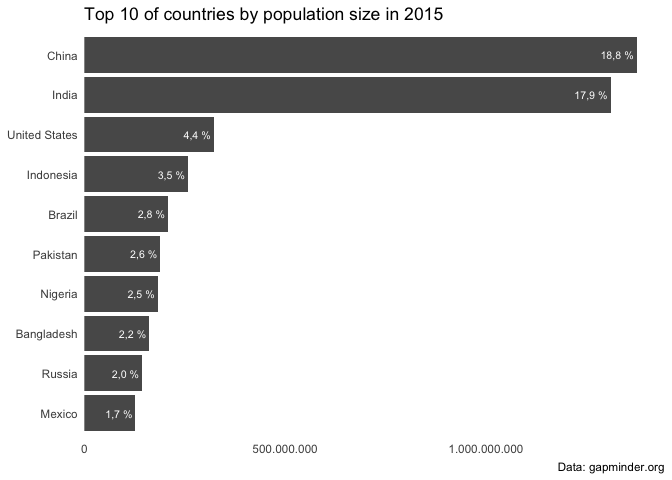 Top 10 of countries by population size in 2015
China 18,8 %
India 17,9 %
United States 4,4 %
Indonesia 3,5 %
Brazil 2,8 %
Pakistan 2,6 %
Nigeria 2,5 %
Bangladesh 2,2 %
Russia 2,0 %
Mexico 1,7 %
0 500.000.000 1.000.000.000
Data: gapminder.org